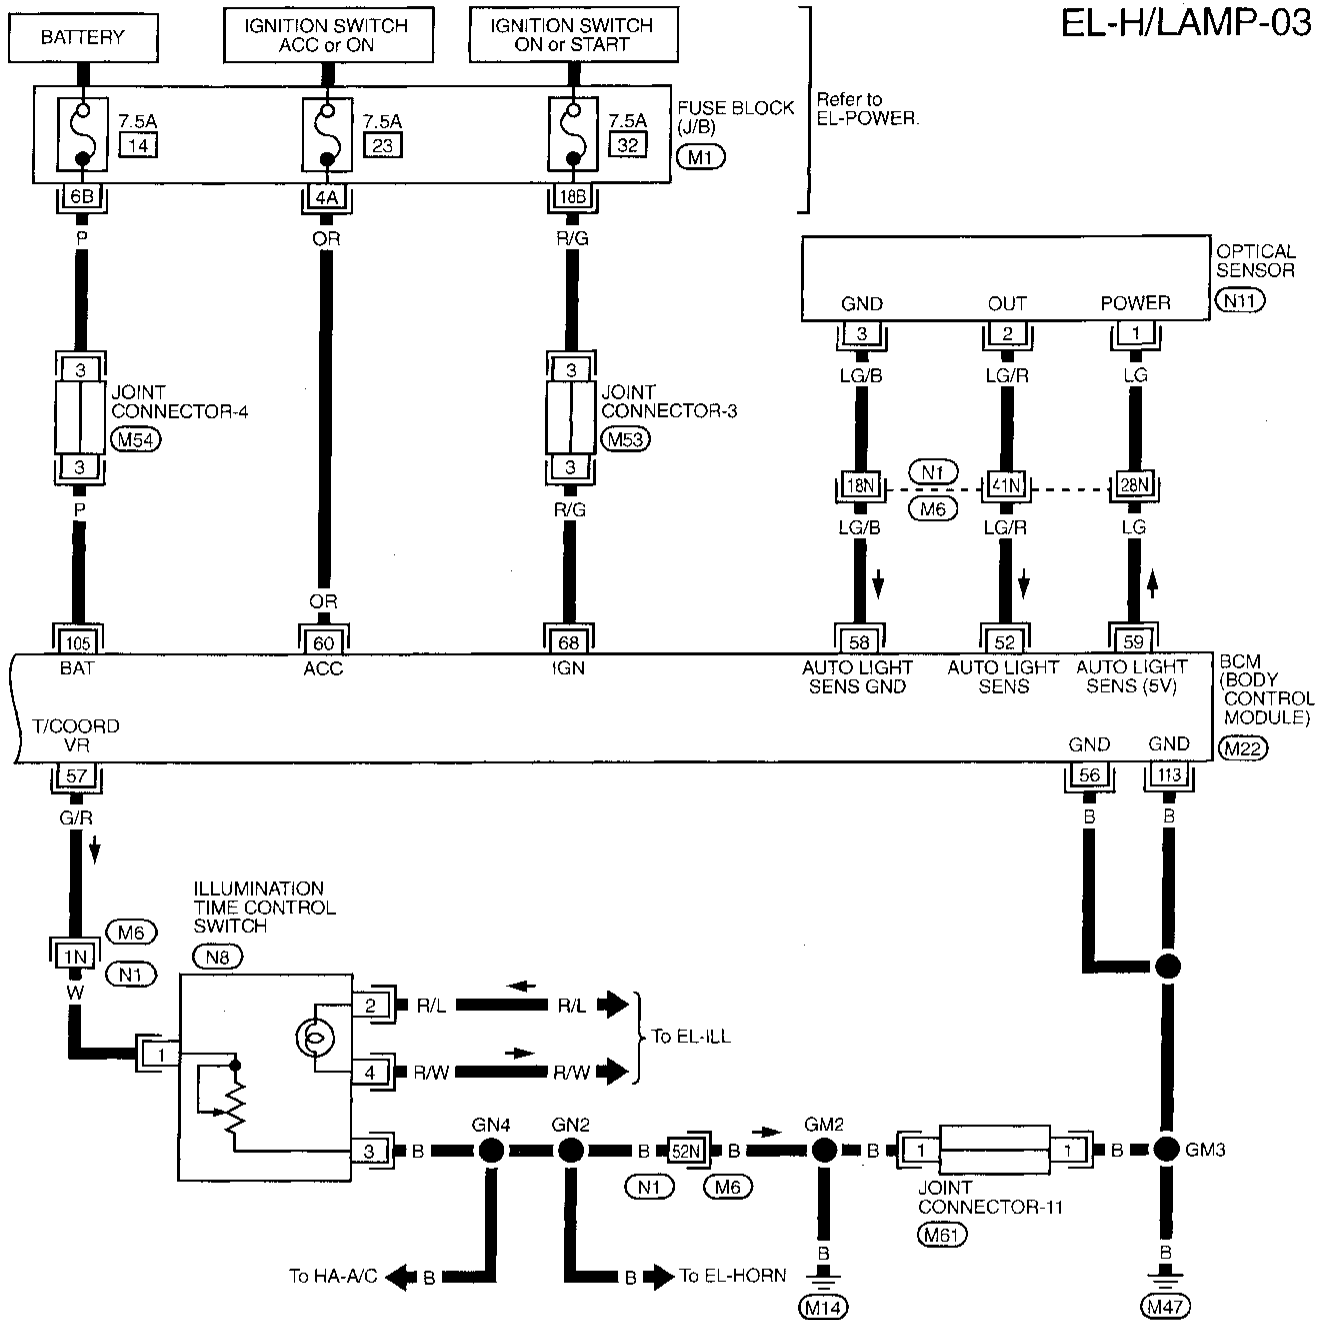 EL-H/LAMP-03
BATTERY
IGNITION SWITCH
ACC or ON
IGNITION SWITCH
ON or START
7.5A
14
7.5A
23
7.5A
32
FUSE BLOCK
(J/B)
M1
Refer to
EL-POWER.
6B
4A
18B
P
OR
R/G
OPTICAL
SENSOR
N11
GND
OUT
POWER
3
2
1
LG/B
LG/R
LG
3
JOINT
CONNECTOR-4
M54
3
3
JOINT
CONNECTOR-3
M53
3
18N
N1
M6
41N
28N
P
R/G
LG/B
LG/R
LG
OR
105
60
68
58
52
59
BAT
ACC
IGN
AUTO LIGHT
SENS GND
AUTO LIGHT
SENS
AUTO LIGHT
SENS (5V)
BCM
(BODY
CONTROL
MODULE)
M22
T/COORD
VR
GND
GND
57
56
113
G/R
B
B
ILLUMINATION
TIME CONTROL
SWITCH
N8
M6
1N
N1
W
1
2
R/L
R/L
4
R/W
R/W
To EL-ILL
3
B
GN4
GN2
B
52N
B
N1
M6
GM2
B
1
1
B
GM3
JOINT
CONNECTOR-11
M61
To HA-A/C
B
B
To EL-HORN
B
M14
B
M47